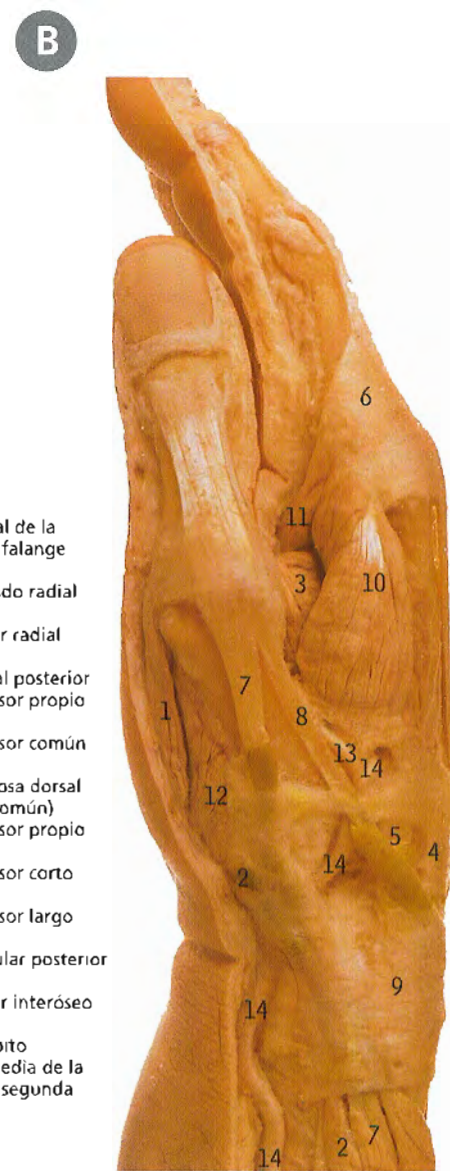 B
6
11
3
10
7
1
8
13
14
12
5
4
14
2
9
14
7
2
14
al de la
falange
do radial
r radial
al posterior
sor propio
sor común
osa dorsal
omún)
sor propio
sor corto
sor largo
ular posterior
r interóseo
orto
edia de la
segunda